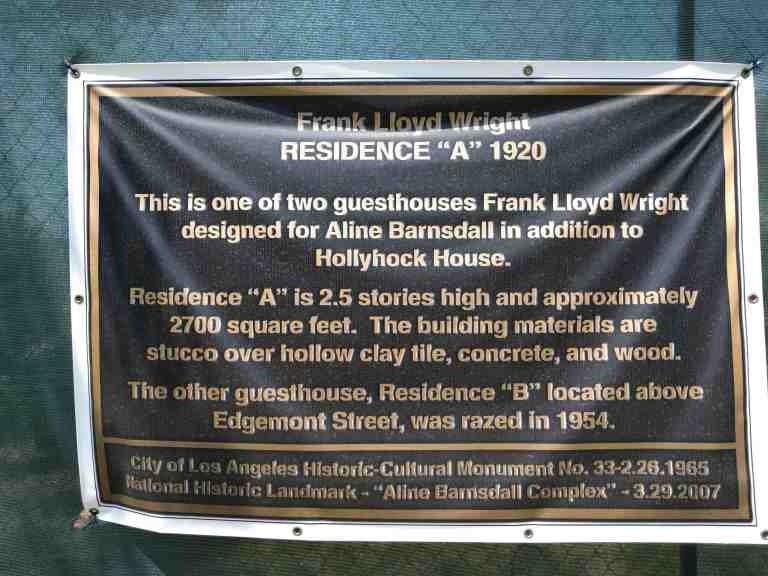 Frank Lloyd Wright
RESIDENCE "A" 1920
This is one of two guesthouses Frank Lloyd Wright
designed for Aline Barnsdall in addition to
Hollyhock House.
Residence "A" is 2.5 stories high and approximately
2700 square feet. The building materials are
stucco over hollow clay tile, concrete, and wood.
The other guesthouse, Residence "B" located above
Edgemont Street, was razed in 1954.
City of Los Angeles Historic-Cultural Monument No. 33-2.26.1965
National Historic Landmark - "Aline Barnsdall Complex" - 3.29.2007